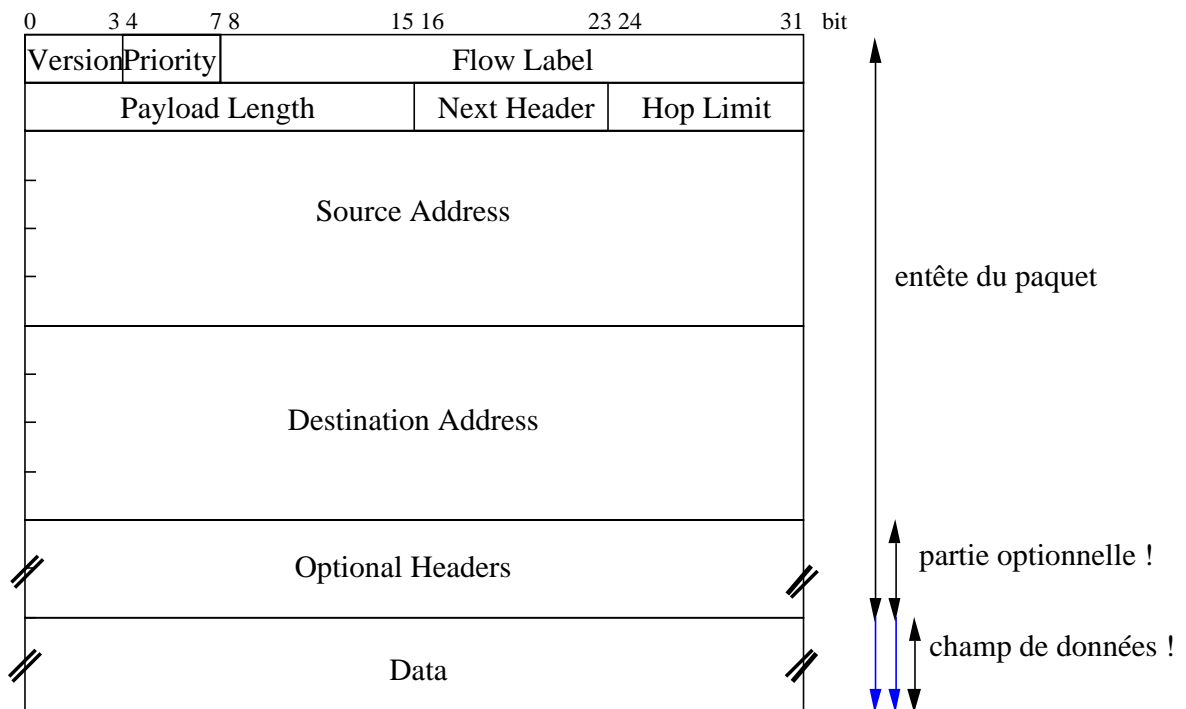 0 3 4 7 8 15 16 23 24 31 bit
Version Priority Flow Label
Payload Length Next Header Hop Limit
Source Address
entête du paquet
Destination Address
Optional Headers
partie optionnelle !
champ de données !
Data